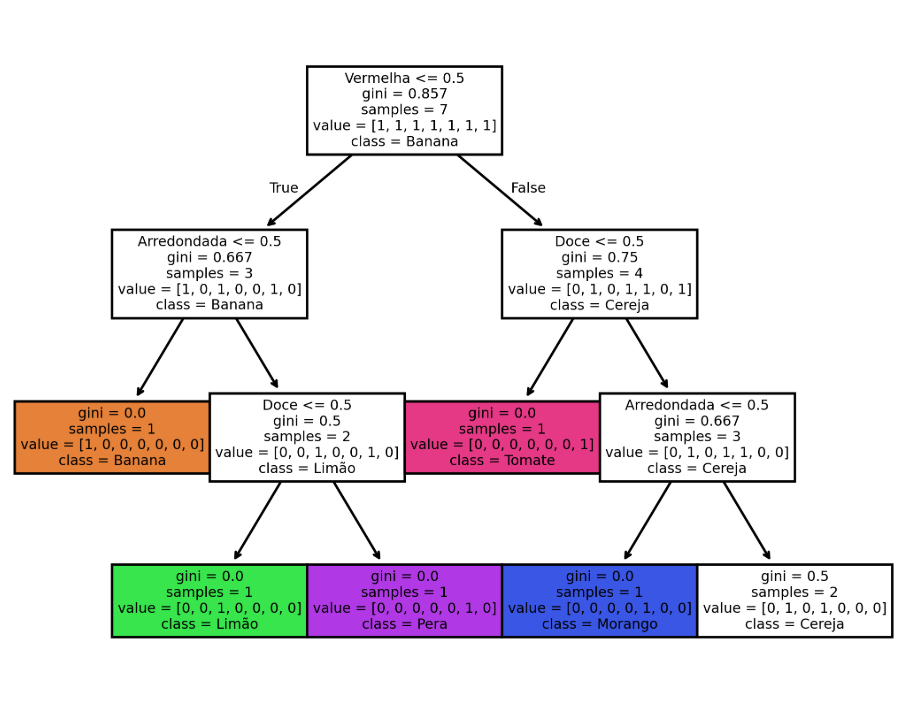 Vermelha <= 0.5
gini = 0.857
samples = 7
value = [1, 1, 1, 1, 1, 1, 1]
class = Banana
True
False
Arredondada <= 0.5
gini = 0.667
samples = 3
value = [1, 0, 1, 0, 0, 1, 0]
class = Banana
Doce <= 0.5
gini = 0.75
samples = 4
value = [0, 1, 0, 1, 1, 0, 1]
class = Cereja
gini = 0.0
samples = 1
value = [1, 0, 0, 0, 0, 0, 0]
class = Banana
Doce <= 0.5
gini = 0.5
samples = 2
value = [0, 0, 1, 0, 0, 1, 0]
class = Limão
gini = 0.0
samples = 1
value = [0, 0, 0, 0, 0, 0, 1]
class = Tomate
Arredondada <= 0.5
gini = 0.667
samples = 3
value = [0, 1, 0, 1, 1, 0, 0]
class = Cereja
gini = 0.0
samples = 1
value = [0, 0, 1, 0, 0, 0, 0]
class = Limão
gini = 0.0
samples = 1
value = [0, 0, 0, 0, 0, 1, 0]
class = Pera
gini = 0.0
samples = 1
value = [0, 0, 0, 0, 1, 0, 0]
class = Morango
gini = 0.5
samples = 2
value = [0, 1, 0, 1, 0, 0, 0]
class = Cereja